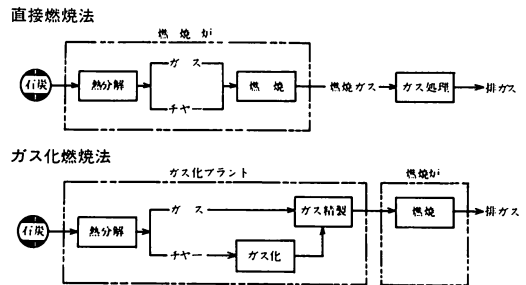 直接燃焼法
燃焼炉
石炭
熱分解
ガス
チャー
燃焼
燃焼ガス
ガス処理
排ガス
ガス化燃焼法
ガス化プラント
燃焼炉
石炭
熱分解
ガス
チャー
ガス化
ガス精製
燃焼
排ガス